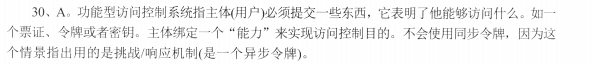 30、A。功能型访问控制系统指主体(用户)必须提交一些东西，它表明了他能够访问什么。如一
个票证、令牌或者密钥。主体绑定一个“能力”来实现访问控制目的。不会使用同步令牌，因为这
个情景指出用的是挑战/响应机制(是一个异步令牌)。